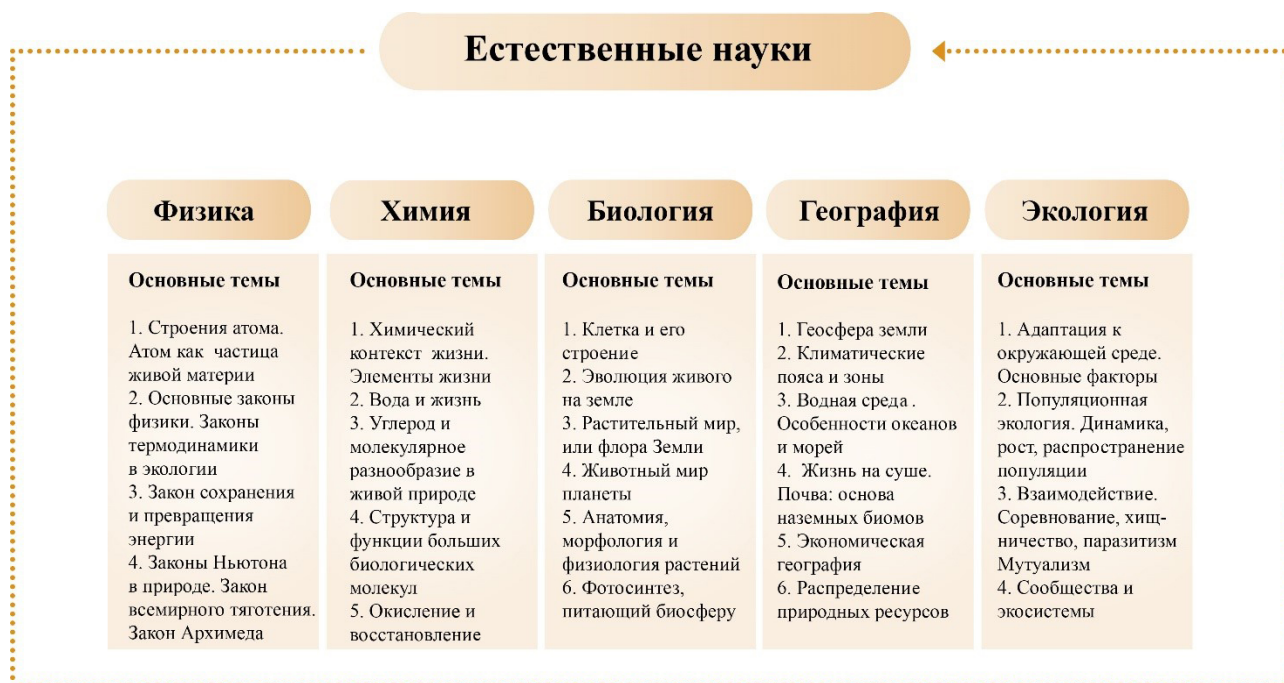 Естественные науки
Физика
Основные темы
1. Строения атома.
Атом как частица
живой материи
2. Основные законы
физики. Законы
термодинамики
в экологии
3. Закон сохранения
и превращения
энергии
4. Законы Ньютона
в природе. Закон
всемирного тяготения.
Закон Архимеда
Химия
Основные темы
1. Химический
контекст жизни.
Элементы жизни
2. Вода и жизнь
3. Углерод и
молекулярное
разнообразие в
живой природе
4. Структура и
функции больших
биологических
молекул
5. Окисление и
восстановление
Биология
Основные темы
1. Клетка и его
строение
2. Эволюция живого
на земле
3. Растительный мир,
или флора Земли
4. Животный мир
планеты
5. Анатомия,
морфология и
физиология растений
6. Фотосинтез,
питающий биосферу
География
Основные темы
1. Геосфера земли
2. Климатические
пояса и зоны
3. Водная среда .
Особенности океанов
и морей
4. Жизнь на суше.
Почва: основа
наземных биомов
5. Экономическая
география
6. Распределение
природных ресурсов
Экология
Основные темы
1. Адаптация к
окружающей среде.
Основные факторы
2. Популяционная
экология. Динамика,
рост, распространение
популяции
3. Взаимодействие.
Соревнование, хищ-
ничество, паразитизм
Мутуализм
4. Сообщества и
экосистемы